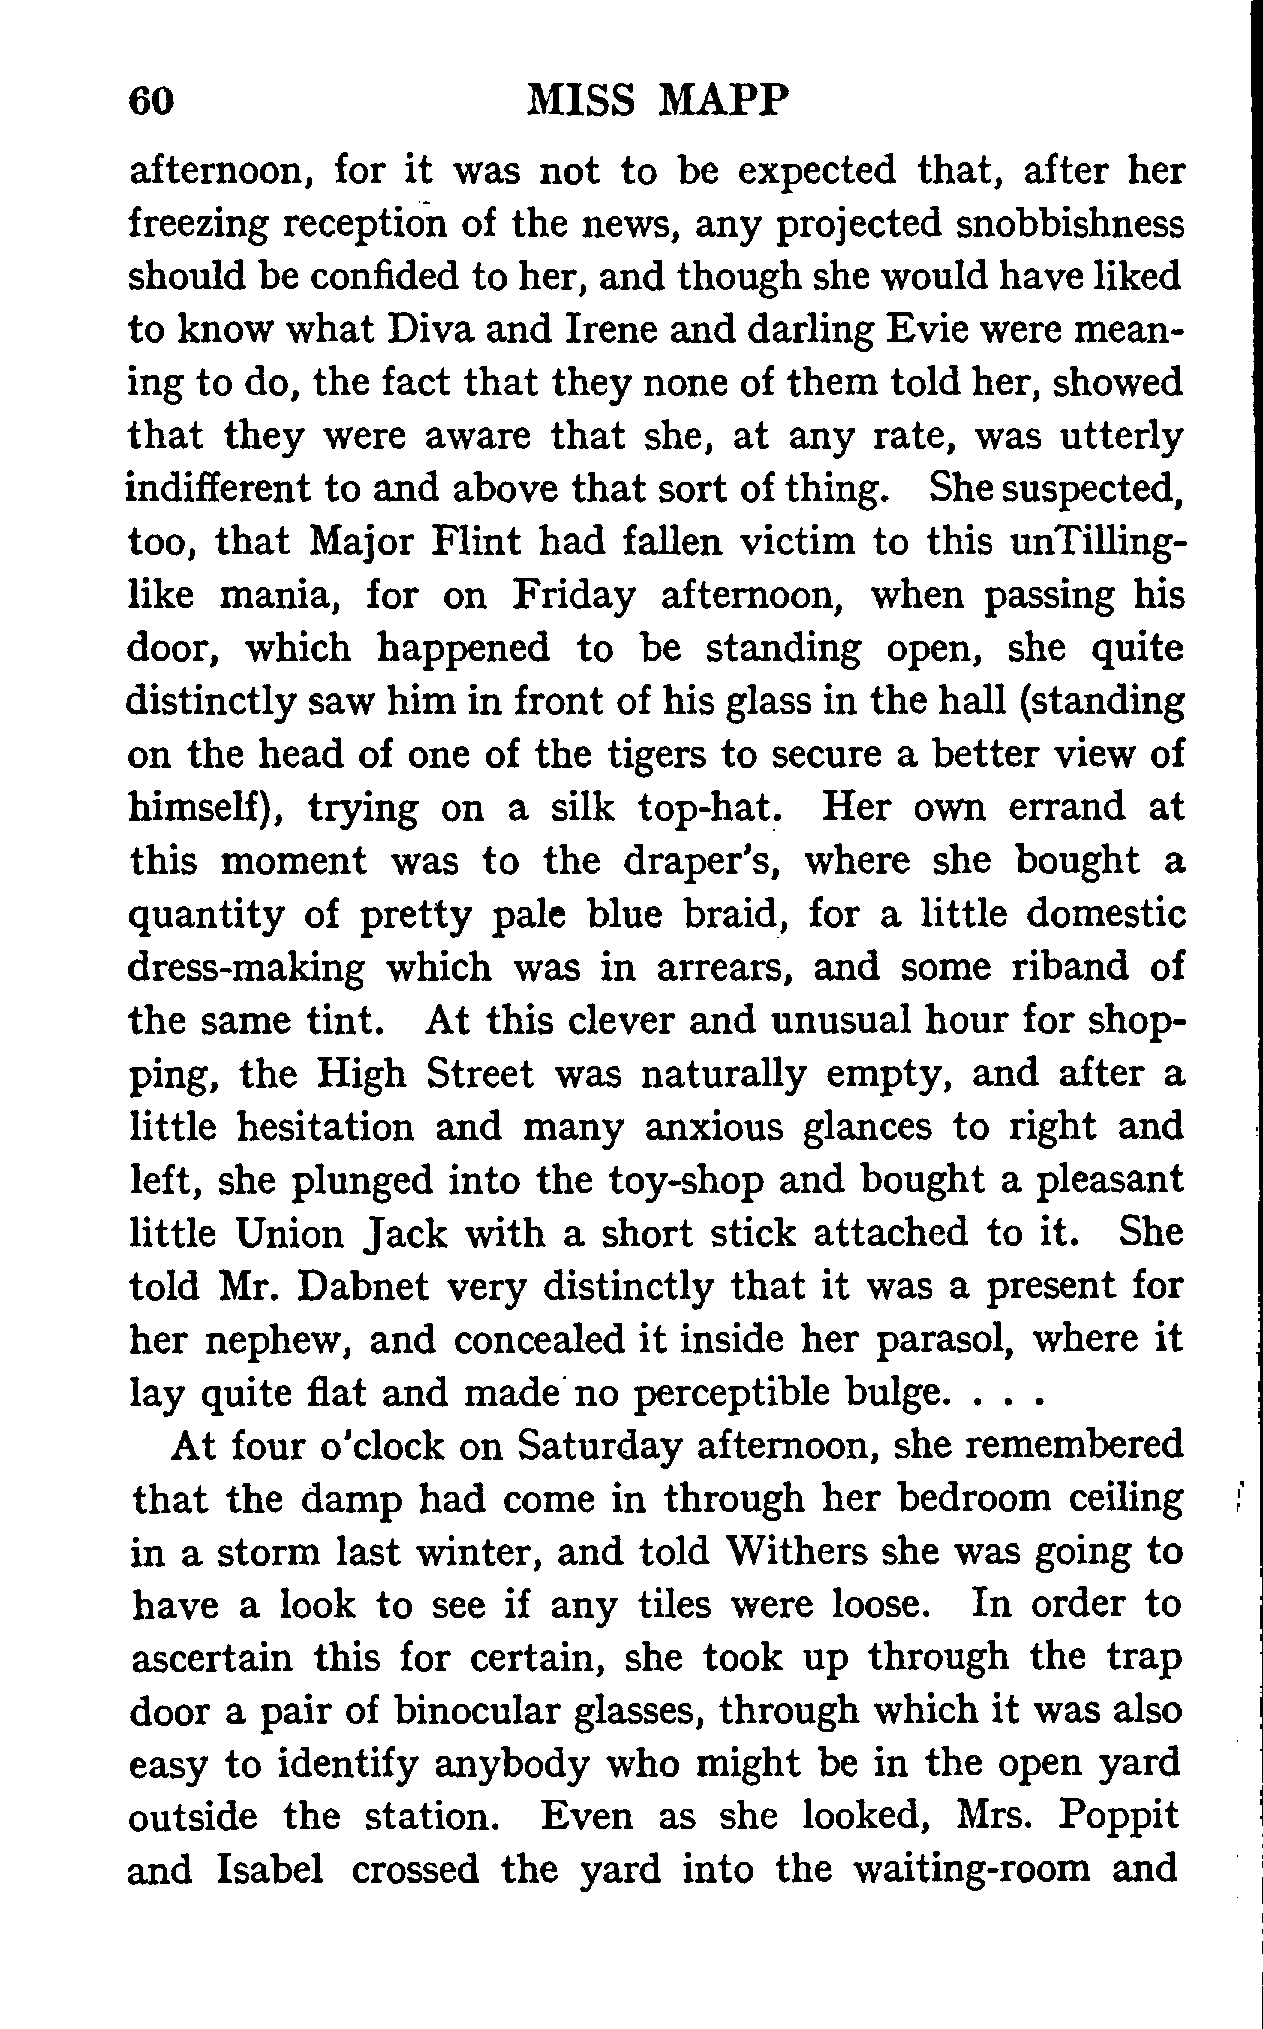 60 MISS MAPP
afternoon, for it was not to be expected that, after her
freezing reception of the news, any projected snobbishness
should be confided to her, and though she would have liked
to know what Diva and Irene and darling Evie were mean-
ing to do, the fact that they none of them told her, showed
that they were aware that she, at any rate, was utterly
indifferent to and above that sort of thing. She suspected,
too, that Major Flint had fallen victim to this unTilling-
like mania, for on Friday afternoon, when passing his
door, which happened to be standing open, she quite
distinctly saw him in front of his glass in the hall (standing
on the head of one of the tigers to secure a better view of
himself), trying on a silk top-hat. Her own errand at
this moment was to the draper's, where she bought a
quantity of pretty pale blue braid, for a little domestic
dress-making which was in arrears, and some riband of
the same tint. At this clever and unusual hour for shop-
ping, the High Street was naturally empty, and after a
little hesitation and many anxious glances to right and
left, she plunged into the toy-shop and bought a pleasant
little Union Jack with a short stick attached to it. She
told Mr. Dabnet very distinctly that it was a present for
her nephew, and concealed it inside her parasol, where it
lay quite flat and made no perceptible bulge. . . .
At four o'clock on Saturday afternoon, she remembered
that the damp had come in through her bedroom ceiling
in a storm last winter, and told Withers she was going to
have a look to see if any tiles were loose. In order to
ascertain this for certain, she took up through the trap
door a pair of binocular glasses, through which it was also
easy to identify anybody who might be in the open yard
outside the station. Even as she looked, Mrs. Poppit
and Isabel crossed the yard into the waiting-room and